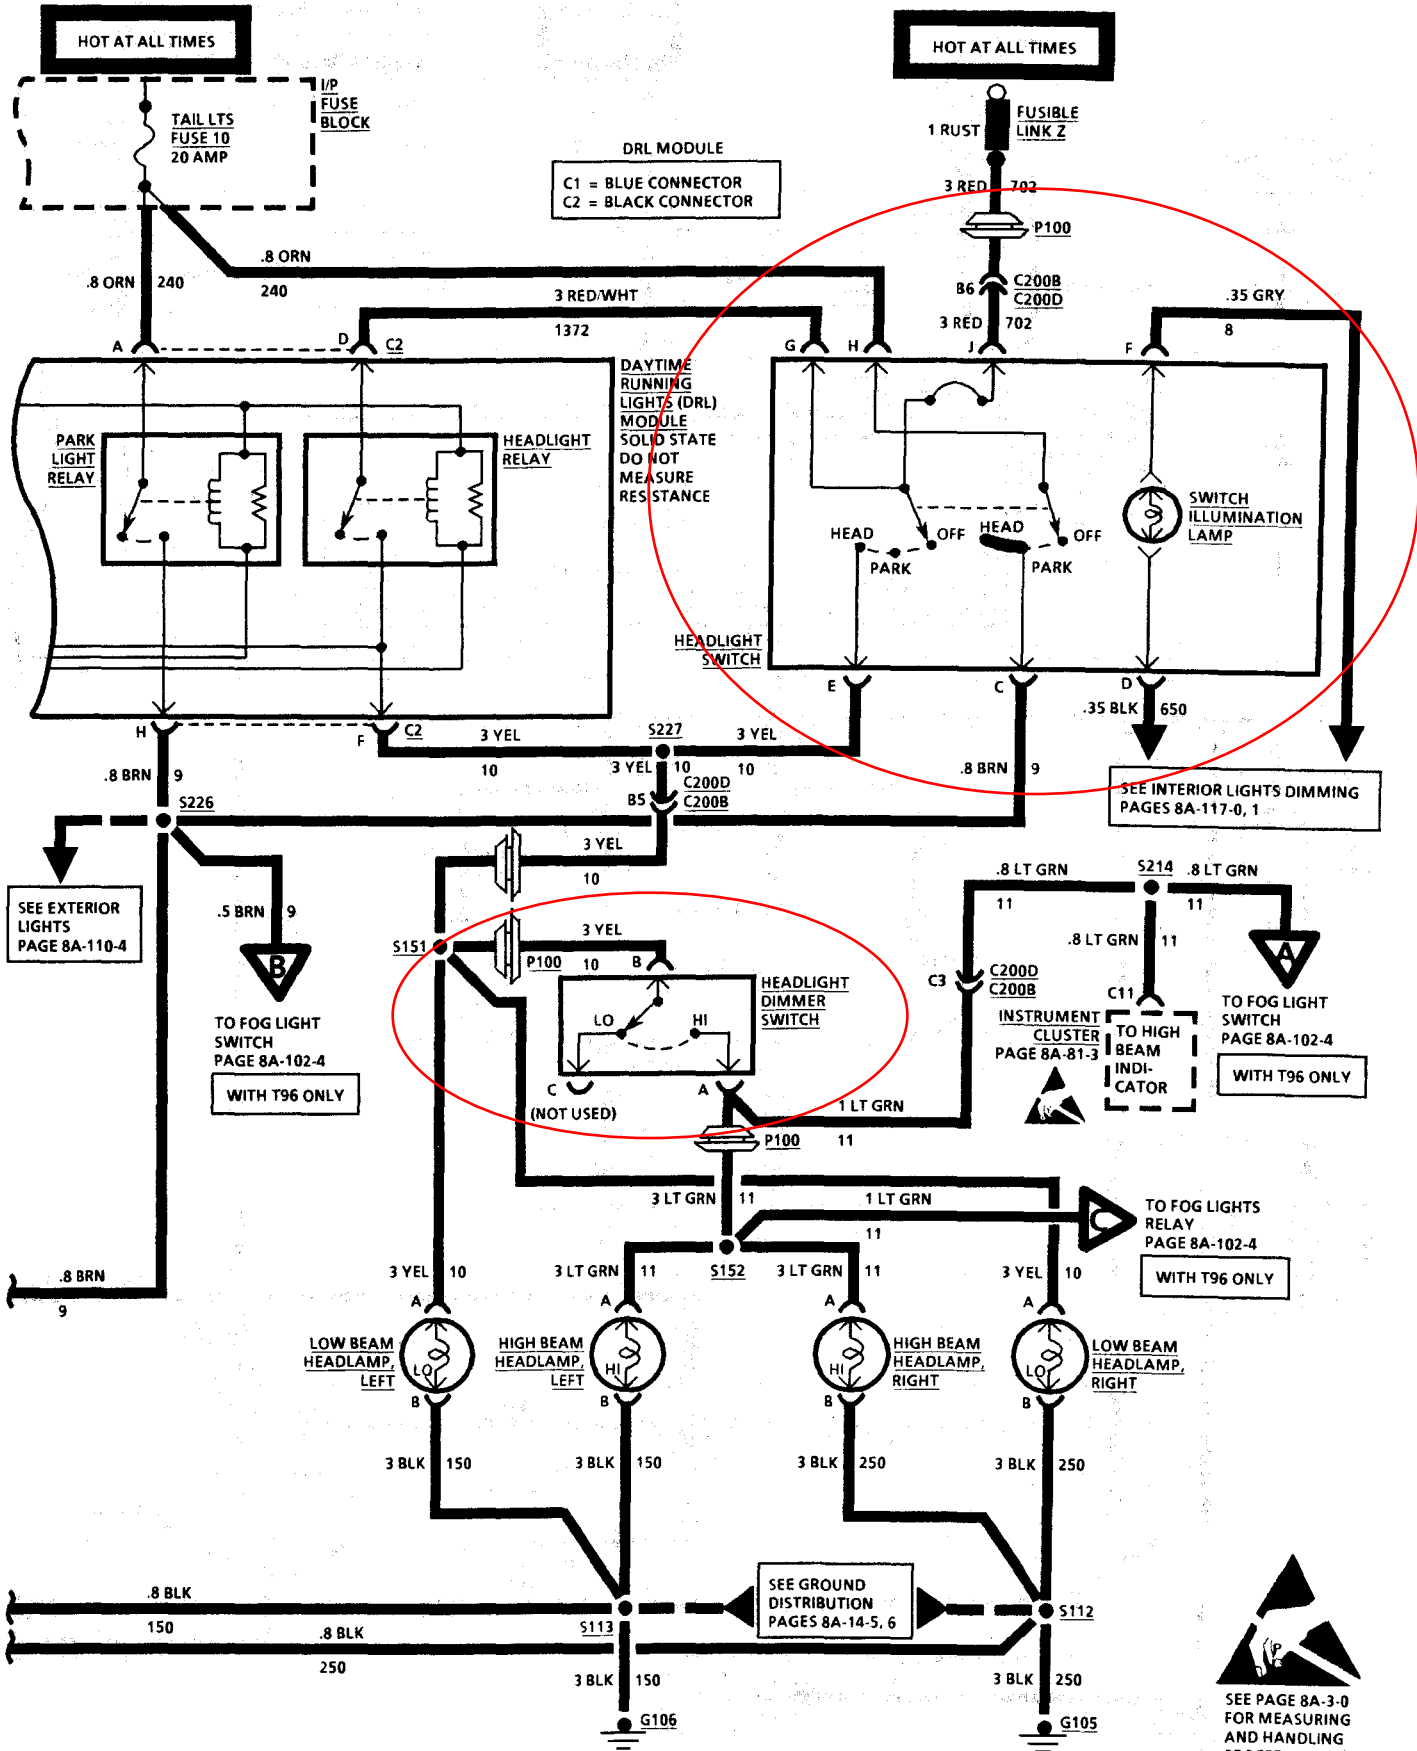 HOT AT ALL TIMES
HOT AT ALL TIMES
I/P
FUSE
BLOCK
TAIL LTS
FUSE 10
20 AMP
DRL MODULE
C1 = BLUE CONNECTOR
C2 = BLACK CONNECTOR
1 RUST
FUSIBLE
LINK Z
3 RED 702
P100
B6 C200B
C200D
3 RED 702
.8 ORN
240
.8 ORN 240
3 RED/WHT
1372
.35 GRY
8
A D C2
G H J F
DAYTIME
RUNNING
LIGHTS (DRL)
MODULE
SOLID STATE
DO NOT
MEASURE
RESISTANCE
PARK
LIGHT
RELAY
HEADLIGHT
RELAY
HEAD
PARK
OFF
HEAD
PARK
OFF
SWITCH
ILLUMINATION
LAMP
HEADLIGHT
SWITCH
E C D
.35 BLK 650
H F C2
3 YEL
10
S227
3 YEL
10
3 YEL 10
B5 C200D
C200B
.8 BRN 9
.8 BRN 9
SEE INTERIOR LIGHTS DIMMING
PAGES 8A-117-0, 1
S226
3 YEL
10
SEE EXTERIOR
LIGHTS
PAGE 8A-110-4
.5 BRN 9
B
TO FOG LIGHT
SWITCH
PAGE 8A-102-4
WITH T96 ONLY
S151
P100
3 YEL
10
B
HEADLIGHT
DIMMER
SWITCH
LO HI
C A
(NOT USED)
P100
1 LT GRN
11
.8 LT GRN
11
S214
.8 LT GRN
11
.8 LT GRN 11
C3 C200D
C200B
C11
INSTRUMENT
CLUSTER
PAGE 8A-81-3
TO HIGH
BEAM
INDI-
CATOR
A
TO FOG LIGHT
SWITCH
PAGE 8A-102-4
WITH T96 ONLY
3 LT GRN 11
1 LT GRN
11
C
TO FOG LIGHTS
RELAY
PAGE 8A-102-4
WITH T96 ONLY
S152
.8 BRN
9
3 YEL 10
3 LT GRN 11
3 LT GRN 11
3 YEL 10
A A A A
LOW BEAM
HEADLAMP,
LEFT
LO
HIGH BEAM
HEADLAMP,
LEFT
HI
HI
HIGH BEAM
HEADLAMP,
RIGHT
LO
LOW BEAM
HEADLAMP,
RIGHT
B B B B
3 BLK 150
3 BLK 150
3 BLK 250
3 BLK 250
.8 BLK
150
.8 BLK
250
S113
SEE GROUND
DISTRIBUTION
PAGES 8A-14-5, 6
S112
3 BLK 150
3 BLK 250
G106
G105
SEE PAGE 8A-3-0
FOR MEASURING
AND HANDLING